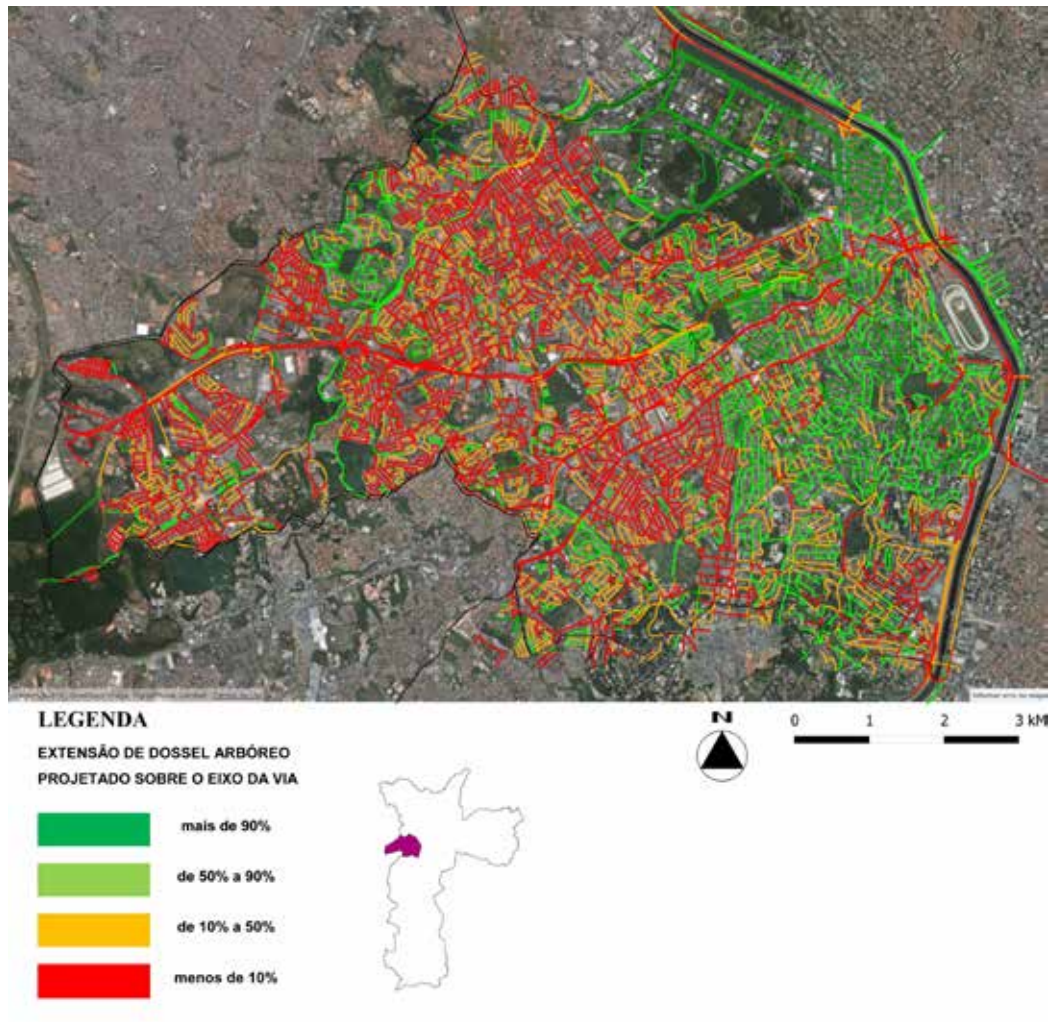 LEGENDA
EXTENSÃO DE DOSSEL ARBÓREO
PROJETADO SOBRE O EIXO DA VIA
mais de 90%
de 50% a 90%
de 10% a 50%
menos de 10%
N
0 1 2 3 kM